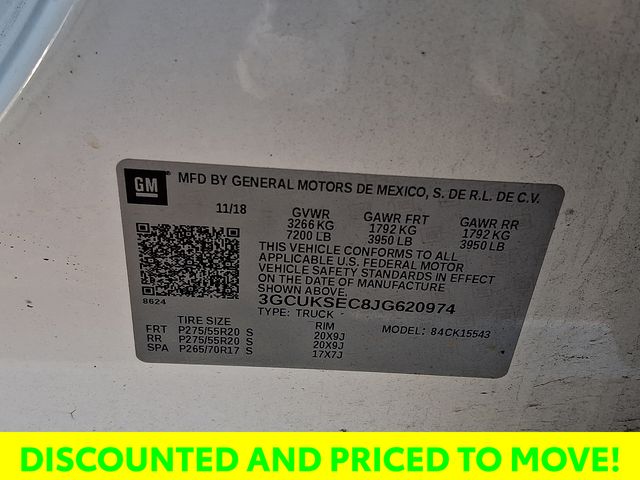 GM
MFD BY GENERAL MOTORS DE MEXICO, S. DE R.L. DE C.V.
11/18 GVWR GAWR FRT GAWR RR
3266 KG 1792 KG 1792 KG
7200 LB 3950 LB 3950 LB
THIS VEHICLE CONFORMS TO ALL
APPLICABLE U.S. FEDERAL MOTOR
VEHICLE SAFETY STANDARDS IN EFFECT
ON THE DATE OF MANUFACTURE
SHOWN ABOVE.
8624
3GCUKSEC8JG620974
TYPE: TRUCK
TIRE SIZE RIM MODEL: 84CK15543
FRT P275/55R20 S 20X9J
RR P275/55R20 S 20X9J
SPA P265/70R17 S 17X7J
DISCOUNTED AND PRICED TO MOVE!